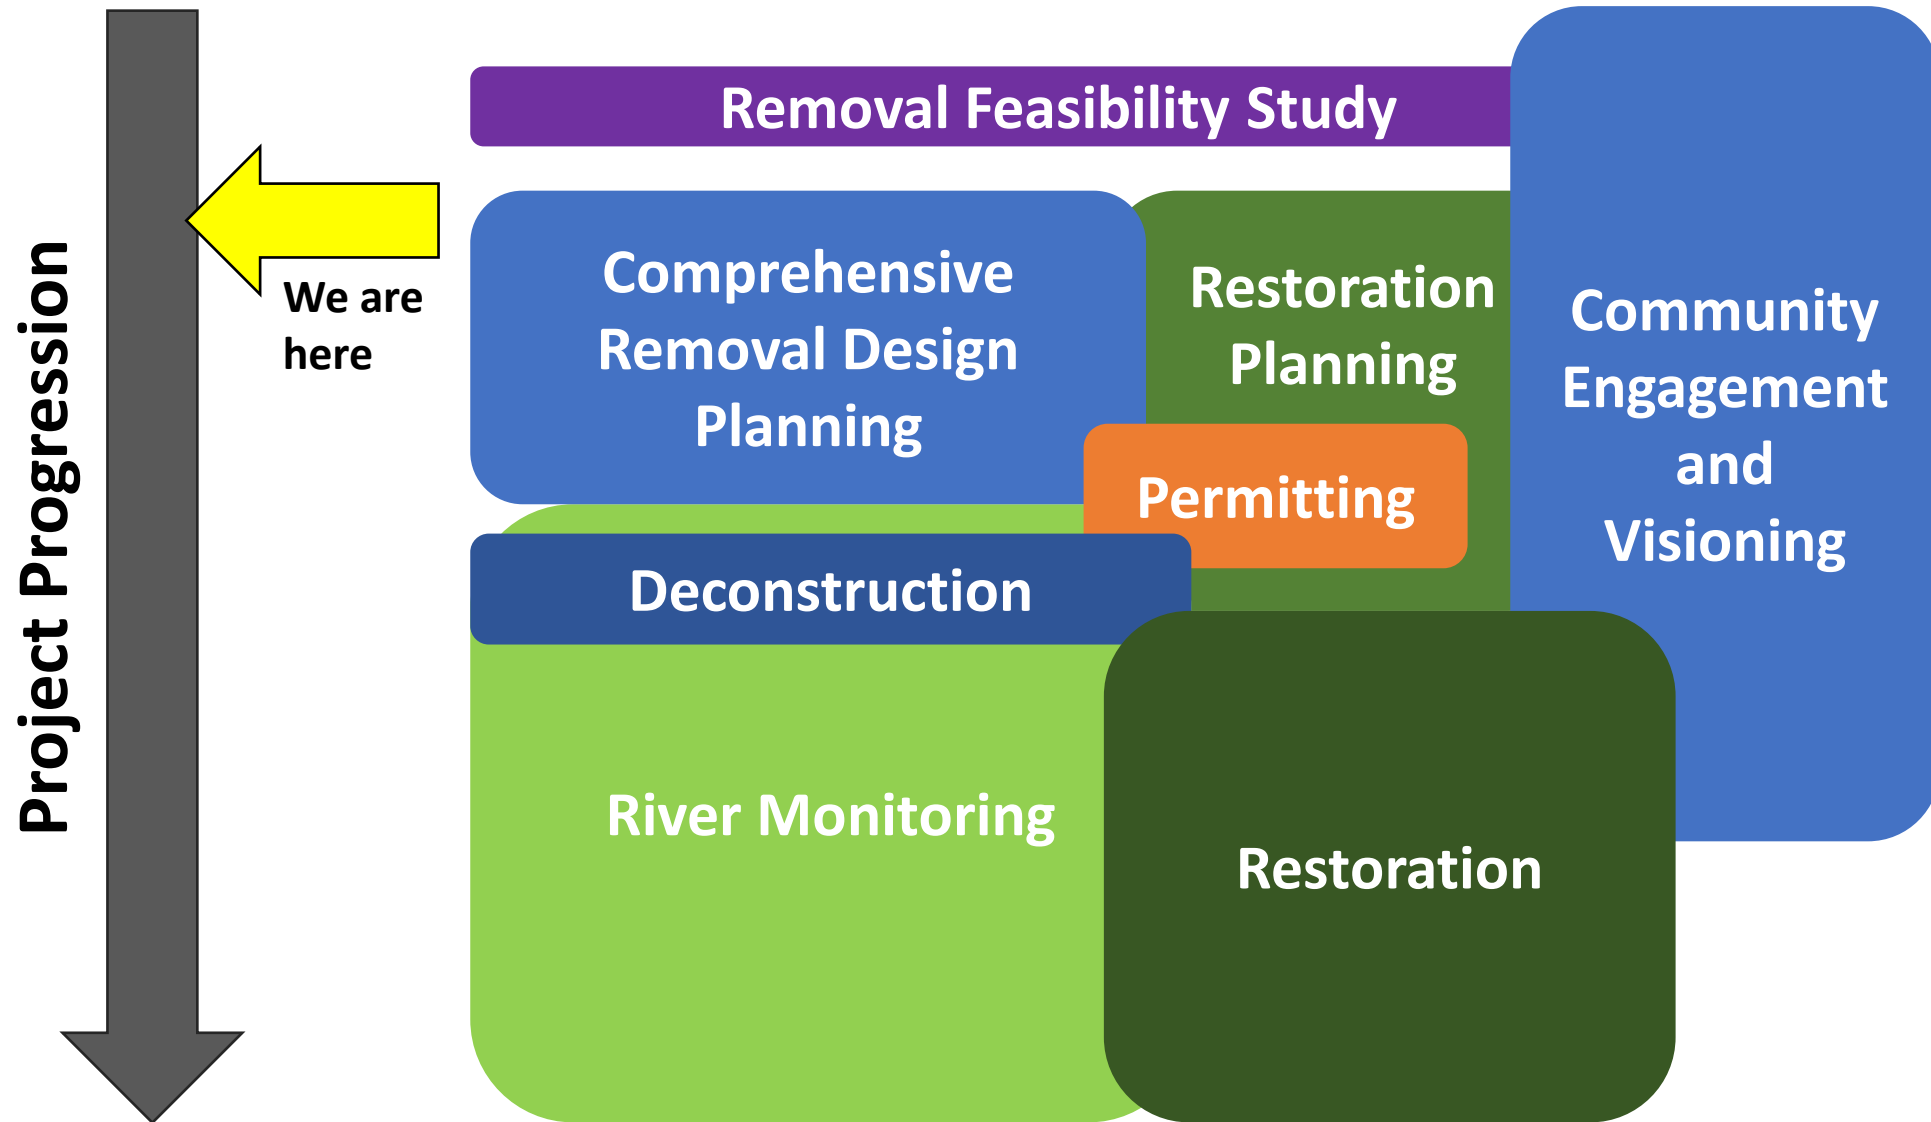 Project Progression
We are
here
Removal Feasibility Study
Comprehensive
Removal Design
Planning
Restoration
Planning
Community
Engagement
and
Visioning
Permitting
Deconstruction
River Monitoring
Restoration